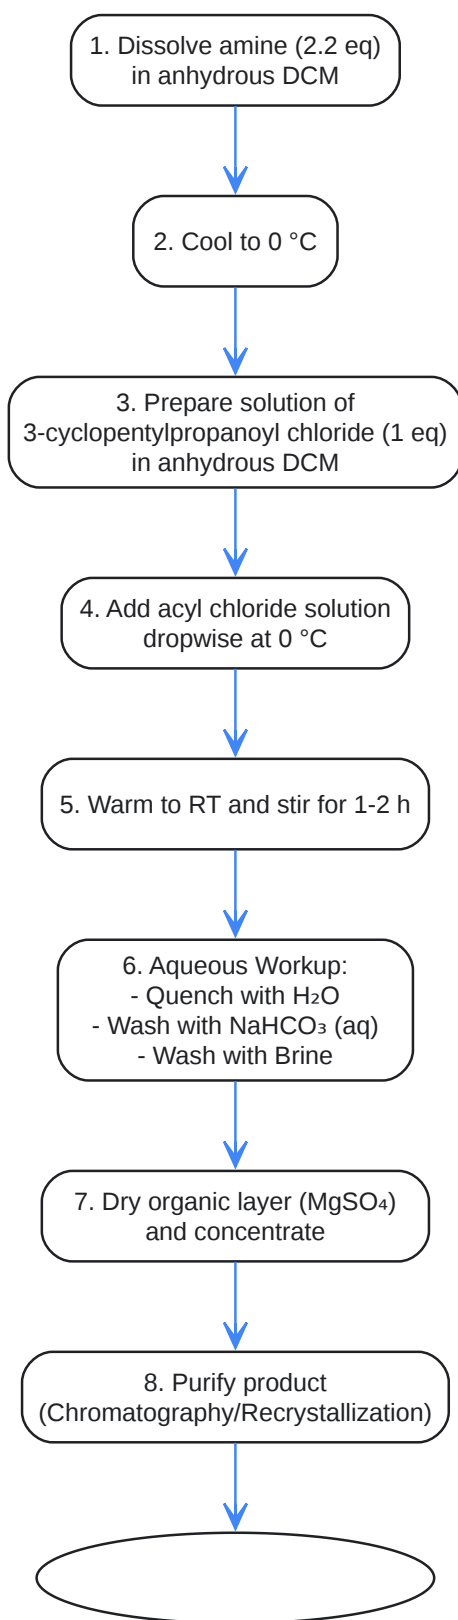 1. Dissolve amine (2.2 eq)
in anhydrous DCM
2. Cool to 0 °C
3. Prepare solution of
3-cyclopentylpropanoyl chloride (1 eq)
in anhydrous DCM
4. Add acyl chloride solution
dropwise at 0 °C
5. Warm to RT and stir for 1-2 h
6. Aqueous Workup:
- Quench with H₂O
- Wash with NaHCO₃ (aq)
- Wash with Brine
7. Dry organic layer (MgSO₄)
and concentrate
8. Purify product
(Chromatography/Recrystallization)